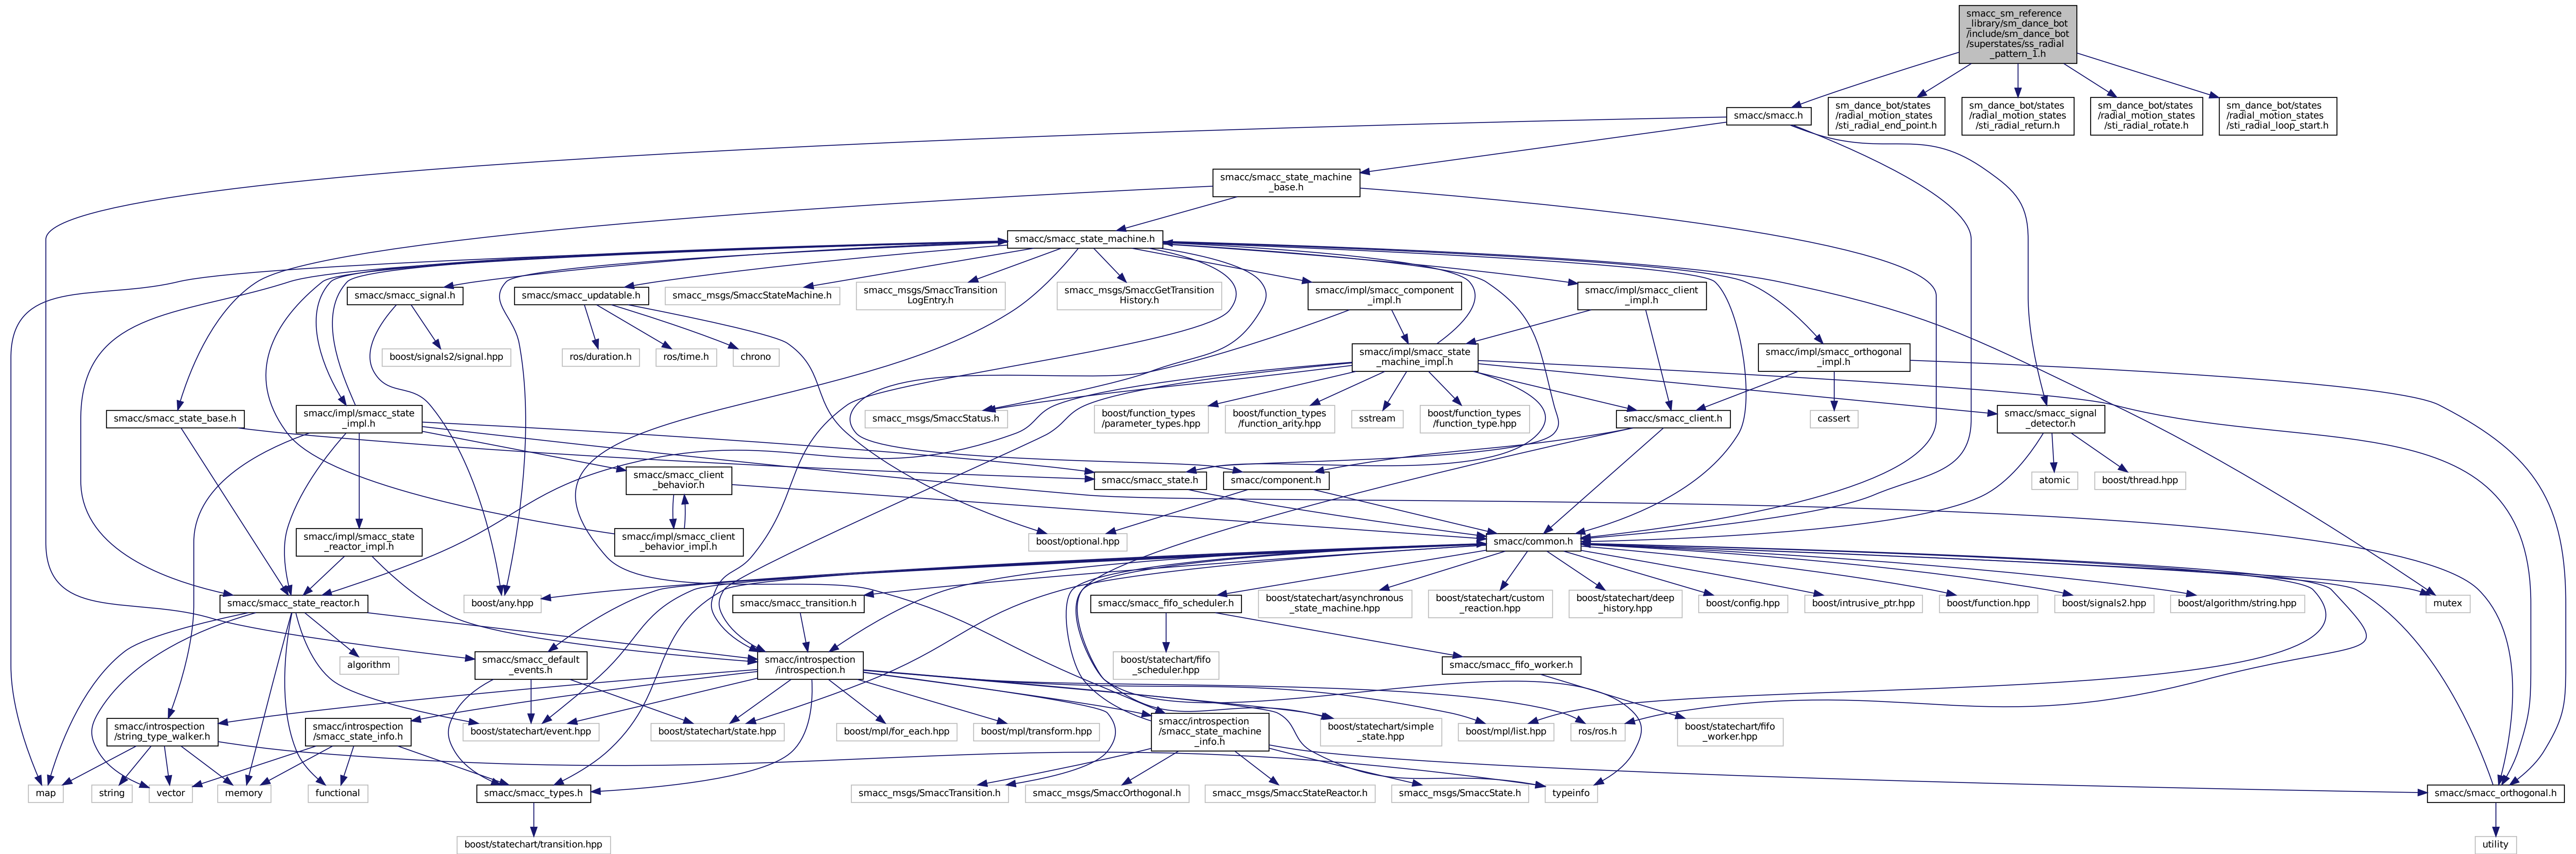 smacc_sm_reference
_library/sm_dance_bot
/include/sm_dance_bot
/superstates/ss_radial
_pattern_1.h
smacc/smacc.h
sm_dance_bot/states
/radial_motion_states
/sti_radial_end_point.h
sm_dance_bot/states
/radial_motion_states
/sti_radial_return.h
sm_dance_bot/states
/radial_motion_states
/sti_radial_rotate.h
sm_dance_bot/states
/radial_motion_states
/sti_radial_loop_start.h
smacc/smacc_state_machine
_base.h
smacc/smacc_state_machine.h
smacc/smacc_signal.h
smacc/smacc_updatable.h
smacc_msgs/SmaccStateMachine.h
smacc_msgs/SmaccTransition
LogEntry.h
smacc_msgs/SmaccGetTransition
History.h
smacc/impl/smacc_component
_impl.h
smacc/impl/smacc_client
_impl.h
boost/signals2/signal.hpp
ros/duration.h
ros/time.h
chrono
smacc/impl/smacc_state
_machine_impl.h
smacc/impl/smacc_orthogonal
_impl.h
smacc/smacc_state_base.h
smacc/impl/smacc_state
_impl.h
smacc_msgs/SmaccStatus.h
boost/function_types
/parameter_types.hpp
boost/function_types
/function_arity.hpp
sstream
boost/function_types
/function_type.hpp
smacc/smacc_client.h
cassert
smacc/smacc_signal
_detector.h
smacc/smacc_client
_behavior.h
smacc/smacc_state.h
smacc/component.h
atomic
boost/thread.hpp
smacc/impl/smacc_state
_reactor_impl.h
smacc/impl/smacc_client
_behavior_impl.h
boost/optional.hpp
smacc/common.h
smacc/smacc_state_reactor.h
boost/any.hpp
smacc/smacc_transition.h
smacc/smacc_fifo_scheduler.h
boost/statechart/asynchronous
_state_machine.hpp
boost/statechart/custom
_reaction.hpp
boost/statechart/deep
_history.hpp
boost/config.hpp
boost/intrusive_ptr.hpp
boost/function.hpp
boost/signals2.hpp
boost/algorithm/string.hpp
mutex
algorithm
smacc/smacc_default
_events.h
smacc/introspection
/introspection.h
boost/statechart/fifo
_scheduler.hpp
smacc/smacc_fifo_worker.h
smacc/introspection
/string_type_walker.h
smacc/introspection
/smacc_state_info.h
boost/statechart/event.hpp
boost/statechart/state.hpp
boost/mpl/for_each.hpp
boost/mpl/transform.hpp
smacc/introspection
/smacc_state_machine
_info.h
boost/statechart/simple
_state.hpp
boost/mpl/list.hpp
ros/ros.h
boost/statechart/fifo
_worker.hpp
map
string
vector
memory
functional
smacc/smacc_types.h
smacc_msgs/SmaccTransition.h
smacc_msgs/SmaccOrthogonal.h
smacc_msgs/SmaccStateReactor.h
smacc_msgs/SmaccState.h
typeinfo
smacc/smacc_orthogonal.h
boost/statechart/transition.hpp
utility